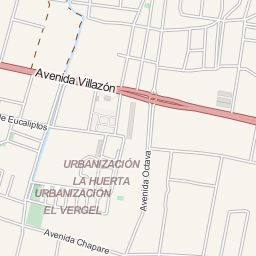 Avenida Villazón
de Eucaliptos
URBANIZACIÓN
LA HUERTA
URBANIZACIÓN
EL VERGEL
Avenida Octava
Avenida Chapare